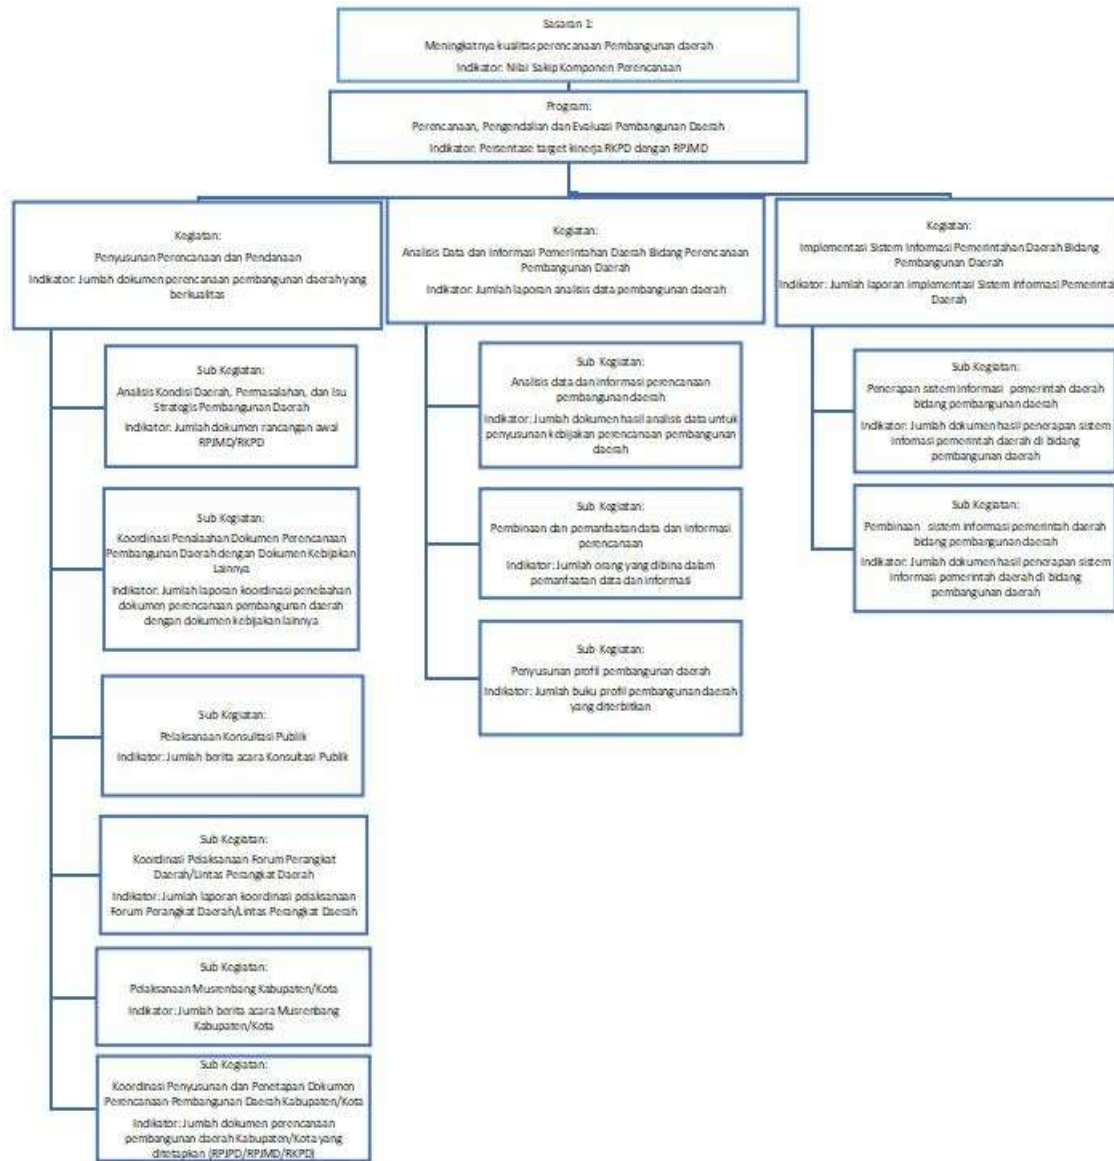 Sasaran 1:
Meningkatnya kualitas perencanaan Pembangunan daerah
Indikator: Nilai Sakip Komponen Perencanaan
Program:
Perencanaan, Pengendalian dan Evaluasi Pembangunan Daerah
Indikator: Persentase target kinerja RKPD dengan RPJMD
Kegiatan:
Penyusunan Perencanaan dan Pendanaan
Indikator: Jumlah dokumen perencanaan pembangunan daerah yang
berkualitas
Sub Kegiatan:
Analisis Kondisi Daerah, Permasalahan, dan Isu
Strategis Pembangunan Daerah
Indikator: Jumlah dokumen rancangan awal
RPJMD/RKPD
Sub Kegiatan:
Koordinasi Penalaahan Dokumen Perencanaan
Pembangunan Daerah dengan Dokumen Kebijakan
Lainnya
Indikator: Jumlah laporan koordinasi penelaahan
dokumen perencanaan pembangunan daerah
dengan dokumen kebijakan lainnya
Sub Kegiatan:
Pelaksanaan Konsultasi Publik
Indikator: Jumlah berita acara Konsultasi Publik
Sub Kegiatan:
Koordinasi Pelaksanaan Forum Perangkat
Daerah/Lintas Perangkat Daerah
Indikator: Jumlah laporan koordinasi pelaksanaan
Forum Perangkat Daerah/Lintas Perangkat Daerah
Sub Kegiatan:
Pelaksanaan Musrenbang Kabupaten/Kota
Indikator: Jumlah berita acara Musrenbang
Kabupaten/Kota
Sub Kegiatan:
Koordinasi Penyusunan dan Penetapan Dokumen
Perencanaan Pembangunan Daerah Kabupaten/Kota
Indikator: Jumlah dokumen perencanaan
pembangunan daerah Kabupaten/Kota yang
ditetapkan (RPJPD/RPJMD/RKPD)
Kegiatan:
Analisis Data dan Informasi Pemerintahan Daerah Bidang Perencanaan
Pembangunan Daerah
Indikator: Jumlah laporan analisis data pembangunan daerah
Sub Kegiatan:
Analisis data dan informasi perencanaan
pembangunan daerah
Indikator: Jumlah dokumen hasil analisis data untuk
penyusunan kebijakan perencanaan pembangunan
daerah
Sub Kegiatan:
Pembinaan dan pemanfaatan data dan informasi
perencanaan
Indikator: Jumlah orang yang dibina dalam
pemanfaatan data dan informasi
Sub Kegiatan:
Penyusunan profil pembangunan daerah
Indikator: Jumlah buku profil pembangunan daerah
yang diterbitkan
Kegiatan:
Implementasi Sistem Informasi Pemerintahan Daerah Bidang
Pembangunan Daerah
Indikator: Jumlah laporan implementasi Sistem Informasi Pemerintah
Daerah
Sub Kegiatan:
Penerapan sistem informasi pemerintah daerah
bidang pembangunan daerah
Indikator: Jumlah dokumen hasil penerapan sistem
infomasi pemerintah daerah di bidang
pembangunan daerah
Sub Kegiatan:
Pembinaan sistem informasi pemerintah daerah
bidang pembangunan daerah
Indikator: Jumlah dokumen hasil penerapan sistem
informasi pemerintah daerah di bidang
pembangunan daerah